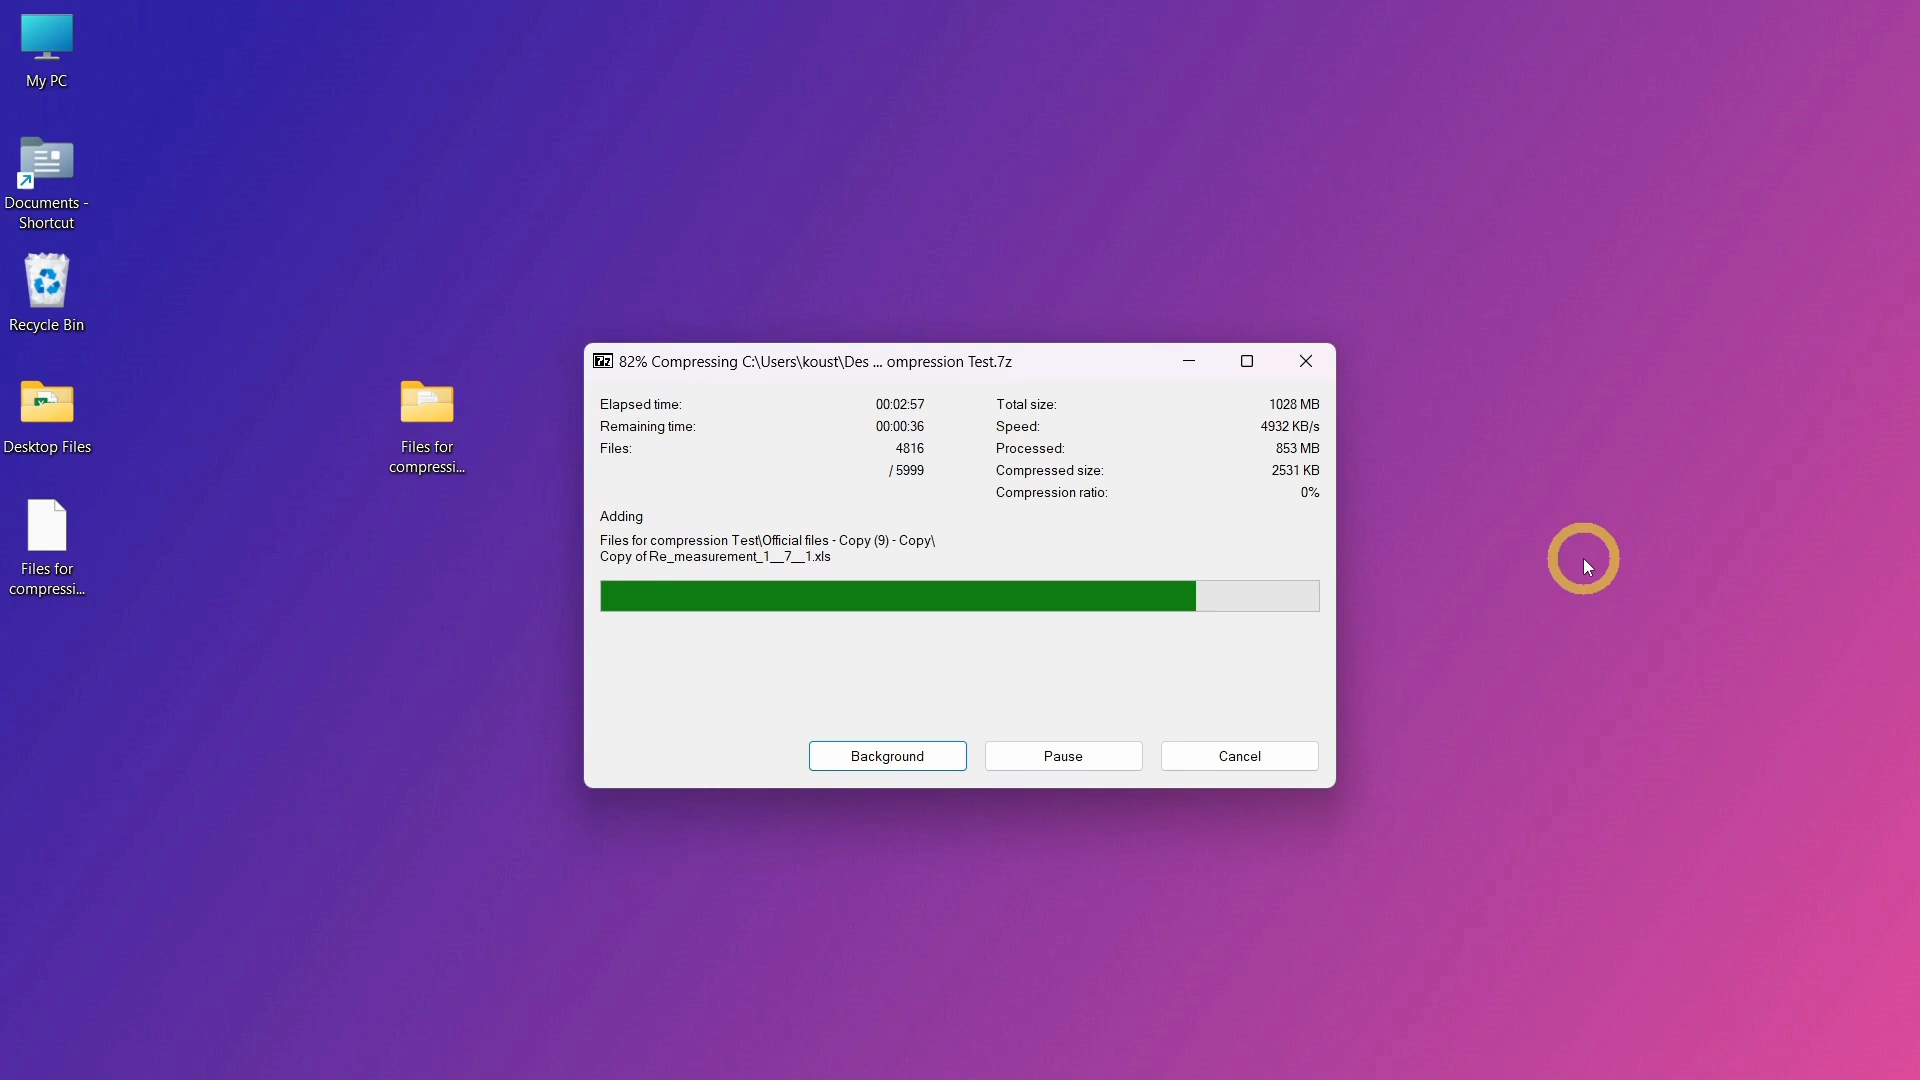 My PC
Documents -
Shortcut
Recycle Bin
Desktop Files
Files for
compressi...
Files for
compressi...
7z 82% Compressing C:\Users\koust\Des ... ompression Test.7z
Elapsed time: 00:02:57 Total size: 1028 MB
Remaining time: 00:00:36 Speed: 4932 KB/s
Files: 4816 Processed: 853 MB
/ 5999 Compressed size: 2531 KB
Compression ratio: 0%
Adding
Files for compression Test\Official files - Copy (9) - Copy\
Copy of Re_measurement_1__7__1.xls
Background Pause Cancel